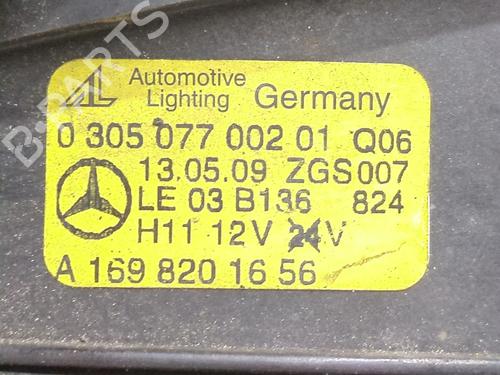 B-PARTS
AL Automotive
Lighting Germany
0 305 077 002 01 Q06
13.05.09 ZGS007
LE 03 B136 824
H11 12V 24V
A 169 820 16 56